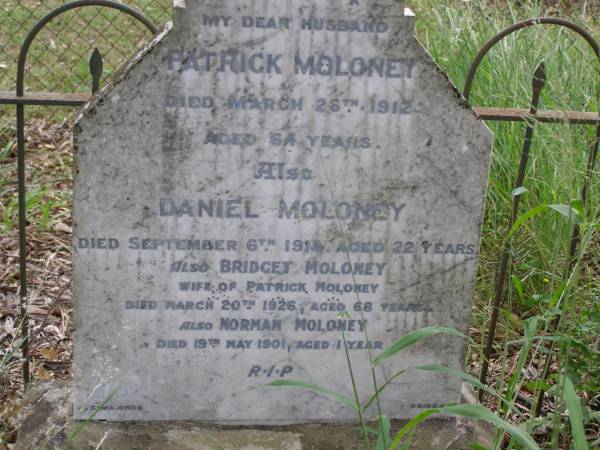 MY DEAR HUSBAND
PATRICK MOLONEY
DIED MARCH 26TH 1912
AGED 64 YEARS.
Also
DANIEL MOLONEY
DIED SEPTEMBER 6TH 1913, AGED 22 YEARS
ALSO BRIDGET MOLONEY
WIFE OF PATRICK MOLONEY
DIED MARCH 20TH 1926, AGED 68 YEARS.
ALSO NORMAN MOLONEY
DIED 19TH MAY 1901, AGED 1 YEAR
R.I.P